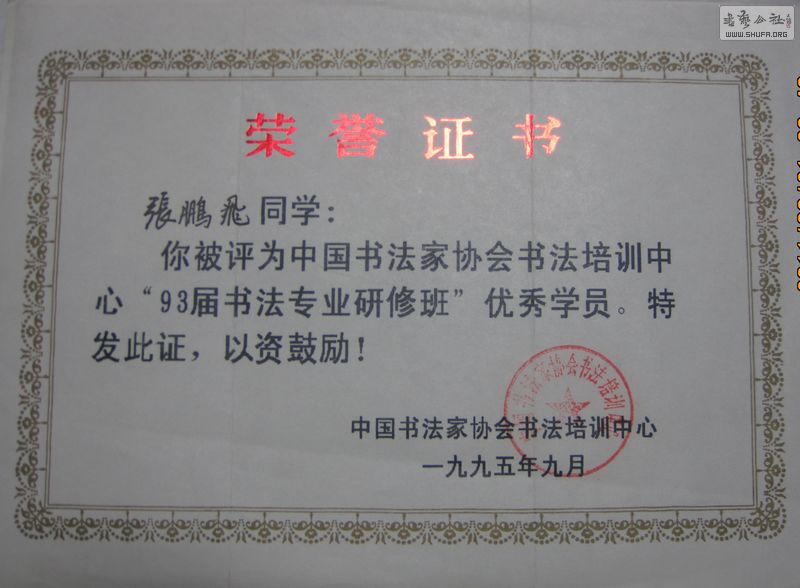 書艺公社
WWW.SHUFA.ORG
荣誉证书
張鵬飛同学：
你被评为中国书法家协会书法培训中
心“93届书法专业研修班”优秀学员。特
发此证，以资鼓励！
中国书法家协会书法培训中心
一九九五年九月